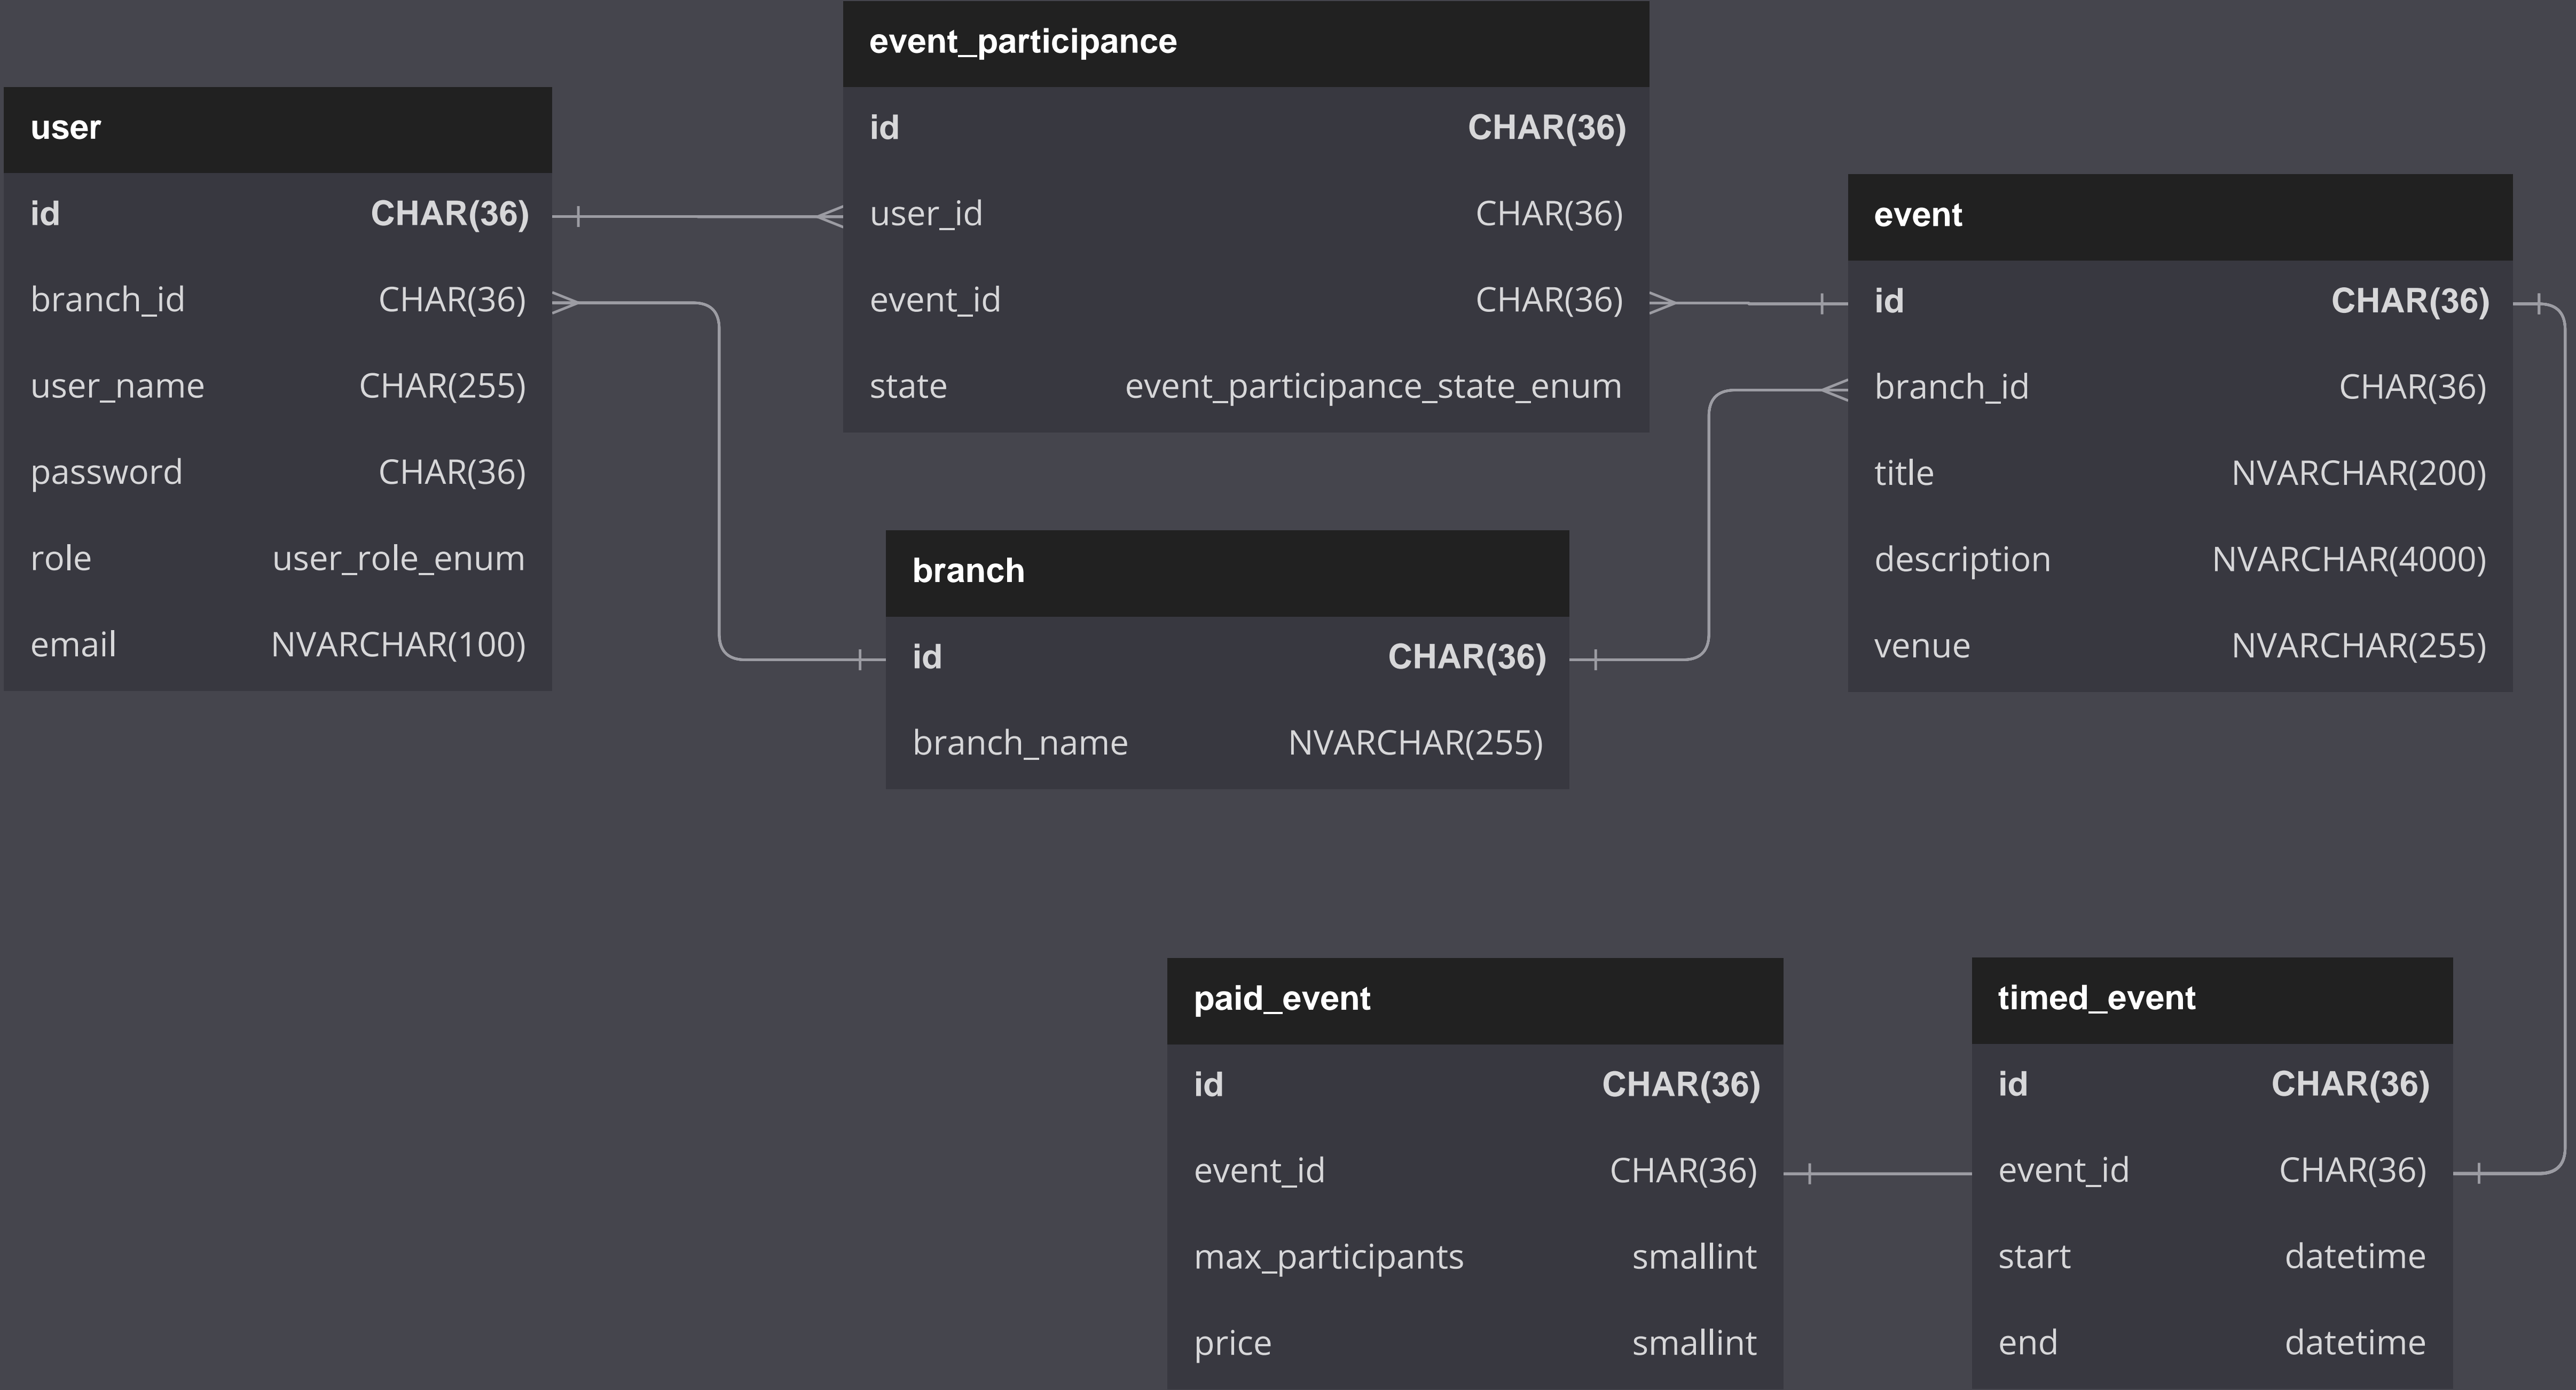 event_participance
id CHAR(36)
user_id CHAR(36)
event_id CHAR(36)
state event_participance_state_enum
user
id CHAR(36)
branch_id CHAR(36)
user_name CHAR(255)
password CHAR(36)
role user_role_enum
email NVARCHAR(100)
event
id CHAR(36)
branch_id CHAR(36)
title NVARCHAR(200)
description NVARCHAR(4000)
venue NVARCHAR(255)
branch
id CHAR(36)
branch_name NVARCHAR(255)
paid_event
id CHAR(36)
event_id CHAR(36)
max_participants smallint
price smallint
timed_event
id CHAR(36)
event_id CHAR(36)
start datetime
end datetime